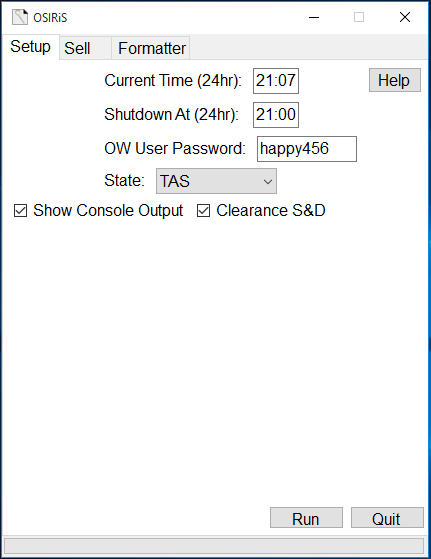 OSIRiS
Setup Sell Formatter
Current Time (24hr): 21:07 Help
Shutdown At (24hr): 21:00
OW User Password: happy456
State: TAS
Show Console Output Clearance S&D
Run Quit